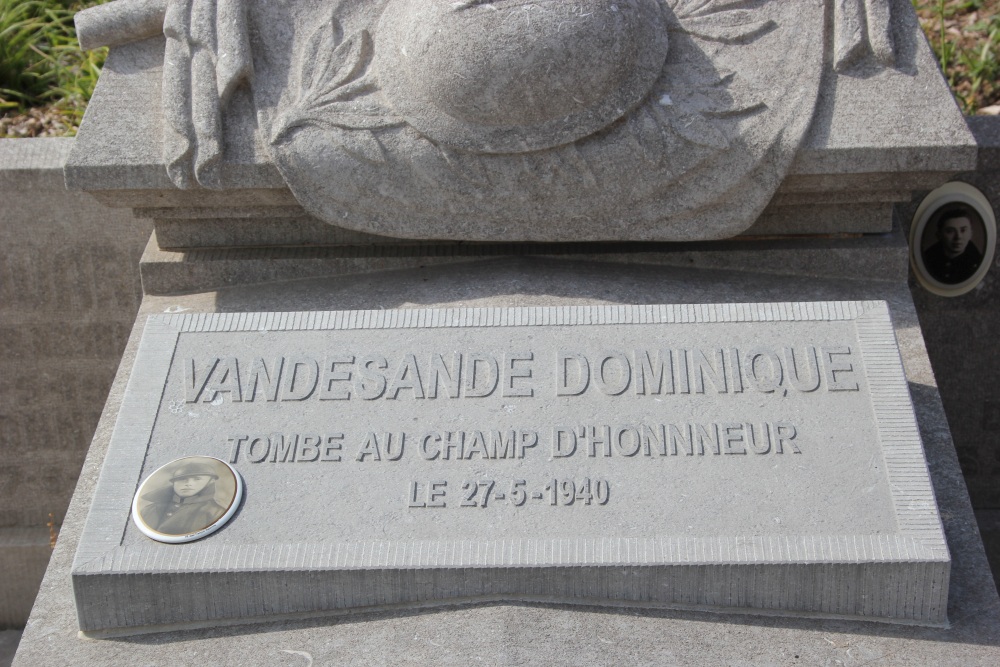 VANDESANDE DOMINIQUE
TOMBE AU CHAMP D'HONNNEUR
LE 27-5-1940